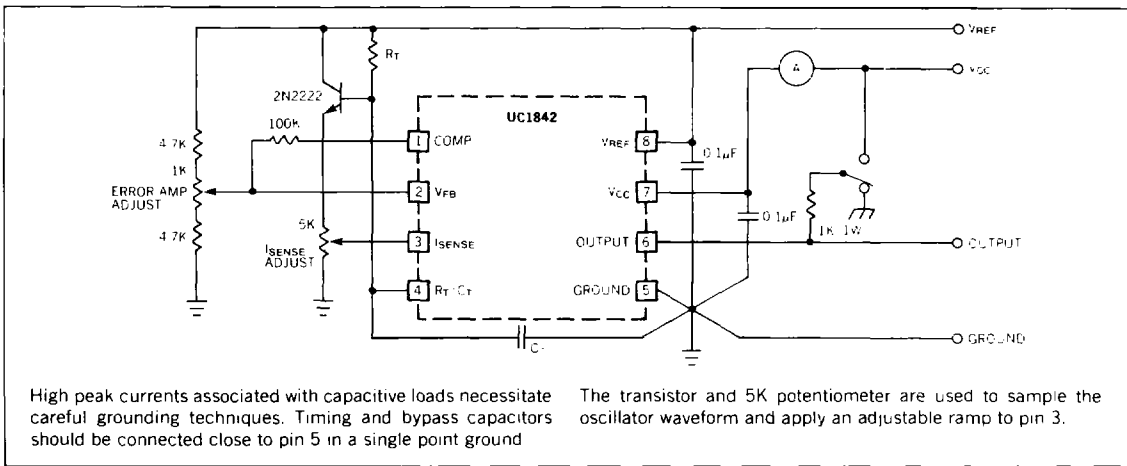 VREF
RT
A
VCC
2N2222
UC1842
100K
1
COMP
VREF
8
4.7K
0.1µF
1K
ERROR AMP
ADJUST
2
VFB
VCC
7
4.7K
5K
0.1µF
ISENSE
ADJUST
3
ISENSE
OUTPUT
6
1K 1W
OUTPUT
4
RT CT
GROUND
5
GROUND
High peak currents associated with capacitive loads necessitate
careful grounding techniques. Timing and bypass capacitors
should be connected close to pin 5 in a single point ground
The transistor and 5K potentiometer are used to sample the
oscillator waveform and apply an adjustable ramp to pin 3.